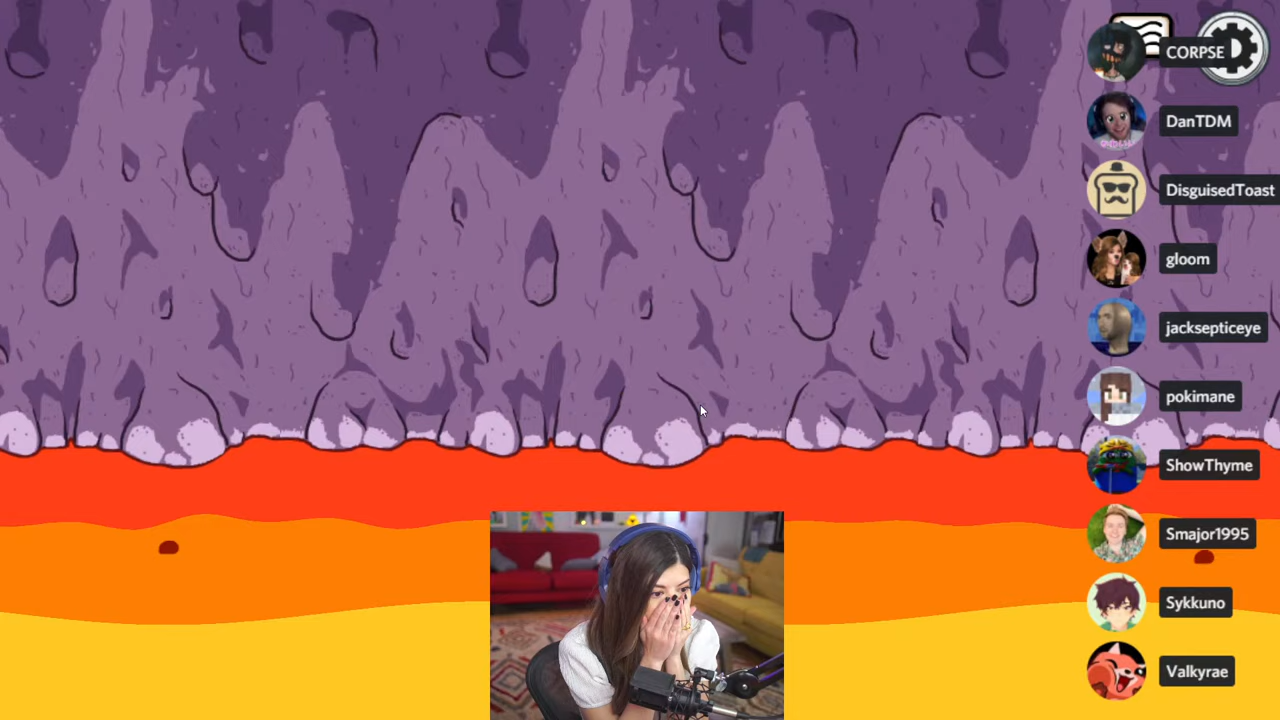 CORPSE
DanTDM
DisguisedToast
gloom
jacksepticeye
pokimane
ShowThyme
Smajor1995
Sykkuno
Valkyrae